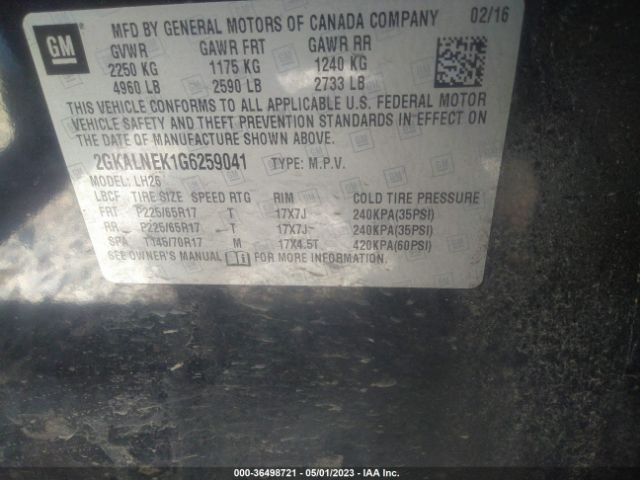 GM
MFD BY GENERAL MOTORS OF CANADA COMPANY 02/16
GVWR GAWR FRT GAWR RR
2250 KG 1175 KG 1240 KG
4960 LB 2590 LB 2733 LB
THIS VEHICLE CONFORMS TO ALL APPLICABLE U.S. FEDERAL MOTOR
VEHICLE SAFETY AND THEFT PREVENTION STANDARDS IN EFFECT ON
THE DATE OF MANUFACTURE SHOWN ABOVE.
2GKALNEK1G6259041 TYPE: M.P.V.
MODEL: LH26
LBCF TIRE SIZE SPEED RTG RIM COLD TIRE PRESSURE
FRT P225/65R17 T 17X7J 240KPA(35PSI)
RR P225/65R17 T 17X7J 240KPA(35PSI)
SPA T145/70R17 M 17X4.5T 420KPA(60PSI)
SEE OWNER'S MANUAL FOR MORE INFORMATION.
000-36498721 - 05/01/2023 - IAA Inc.